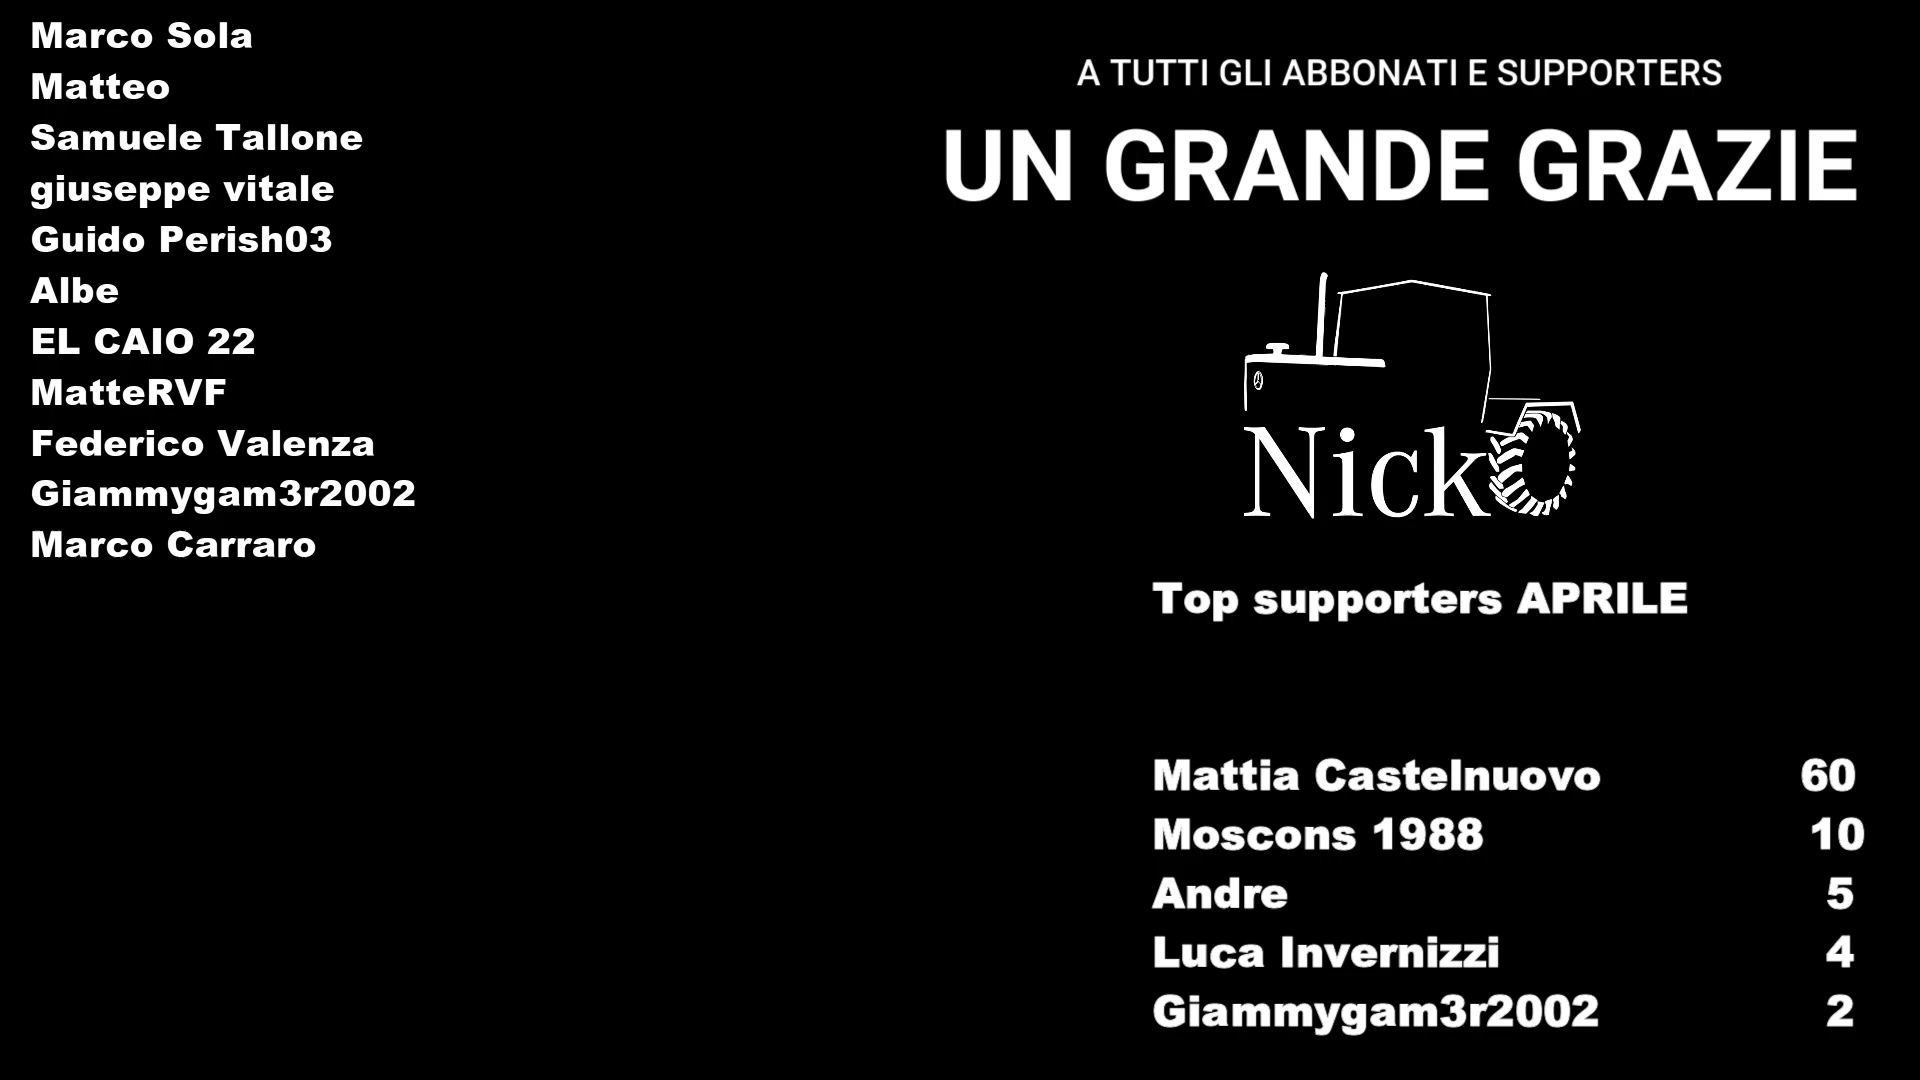 Marco Sola
Matteo
Samuele Tallone
giuseppe vitale
Guido Perish03
Albe
EL CAIO 22
MatteRVF
Federico Valenza
Giammygam3r2002
Marco Carraro
A TUTTI GLI ABBONATI E SUPPORTERS
UN GRANDE GRAZIE
Nicko
Top supporters APRILE
Mattia Castelnuovo 60
Moscons 1988 10
Andre 5
Luca Invernizzi 4
Giammygam3r2002 2